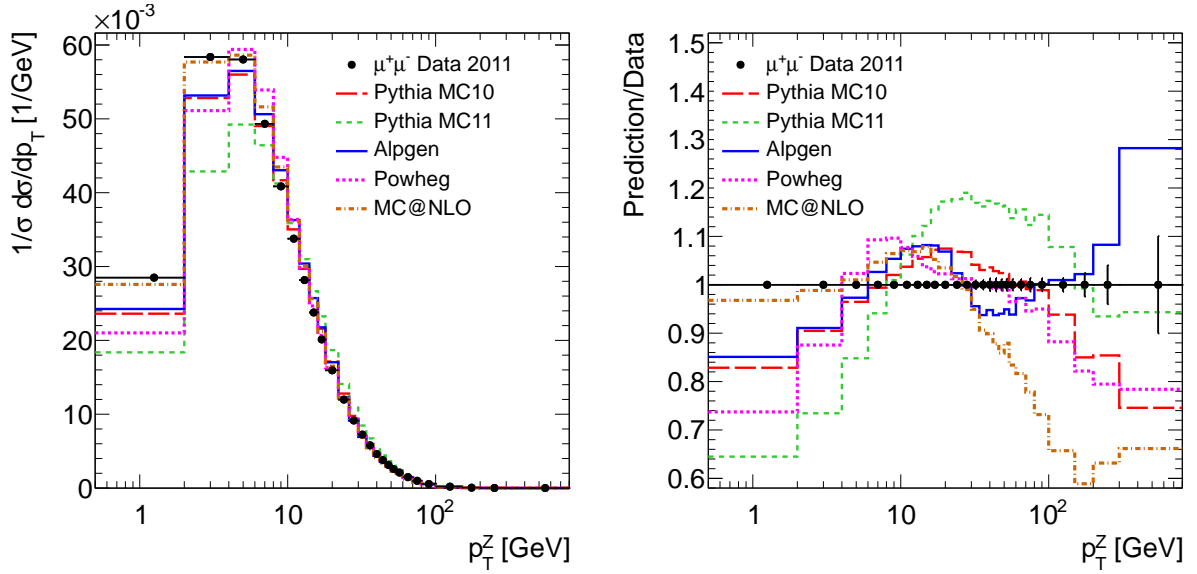 ×10⁻³
1/σ dσ/dp_T [1/GeV]
60
50
40
30
20
10
0
μ⁺μ⁻ Data 2011
Pythia MC10
Pythia MC11
Alpgen
Powheg
MC@NLO
1
10
10²
p_T^Z [GeV]
Prediction/Data
1.5
1.4
1.3
1.2
1.1
1
0.9
0.8
0.7
0.6
μ⁺μ⁻ Data 2011
Pythia MC10
Pythia MC11
Alpgen
Powheg
MC@NLO
1
10
10²
p_T^Z [GeV]